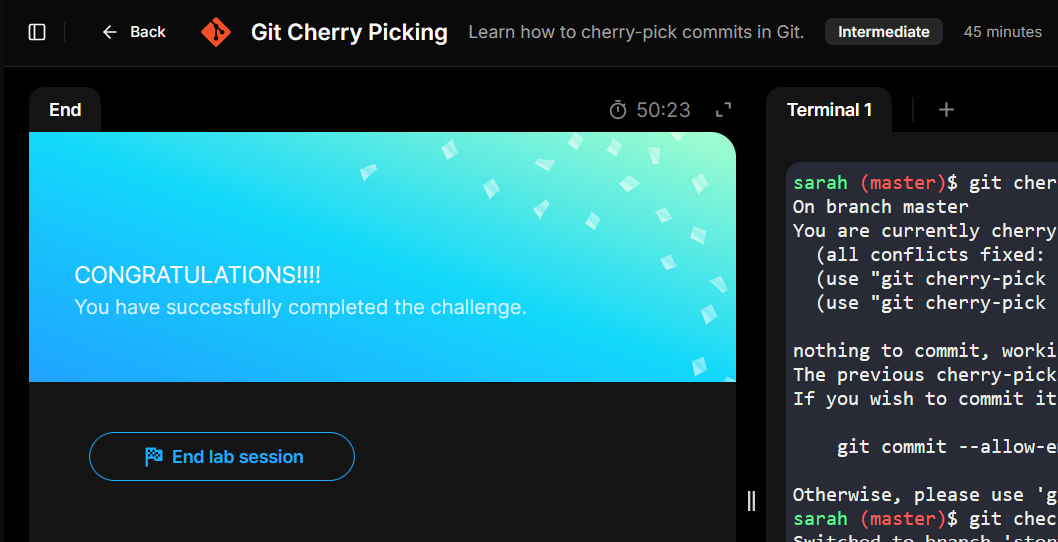 Back
Git Cherry Picking
Learn how to cherry-pick commits in Git.
Intermediate
45 minutes
End
50:23
CONGRATULATIONS!!!!
You have successfully completed the challenge.
End lab session
Terminal 1
+
sarah (master)$ git cher
On branch master
You are currently cherry
(all conflicts fixed:
(use "git cherry-pick
(use "git cherry-pick
nothing to commit, worki
The previous cherry-pick
If you wish to commit it
git commit --allow-e
Otherwise, please use 'g
sarah (master)$ git chec
Switched to branch 'stor